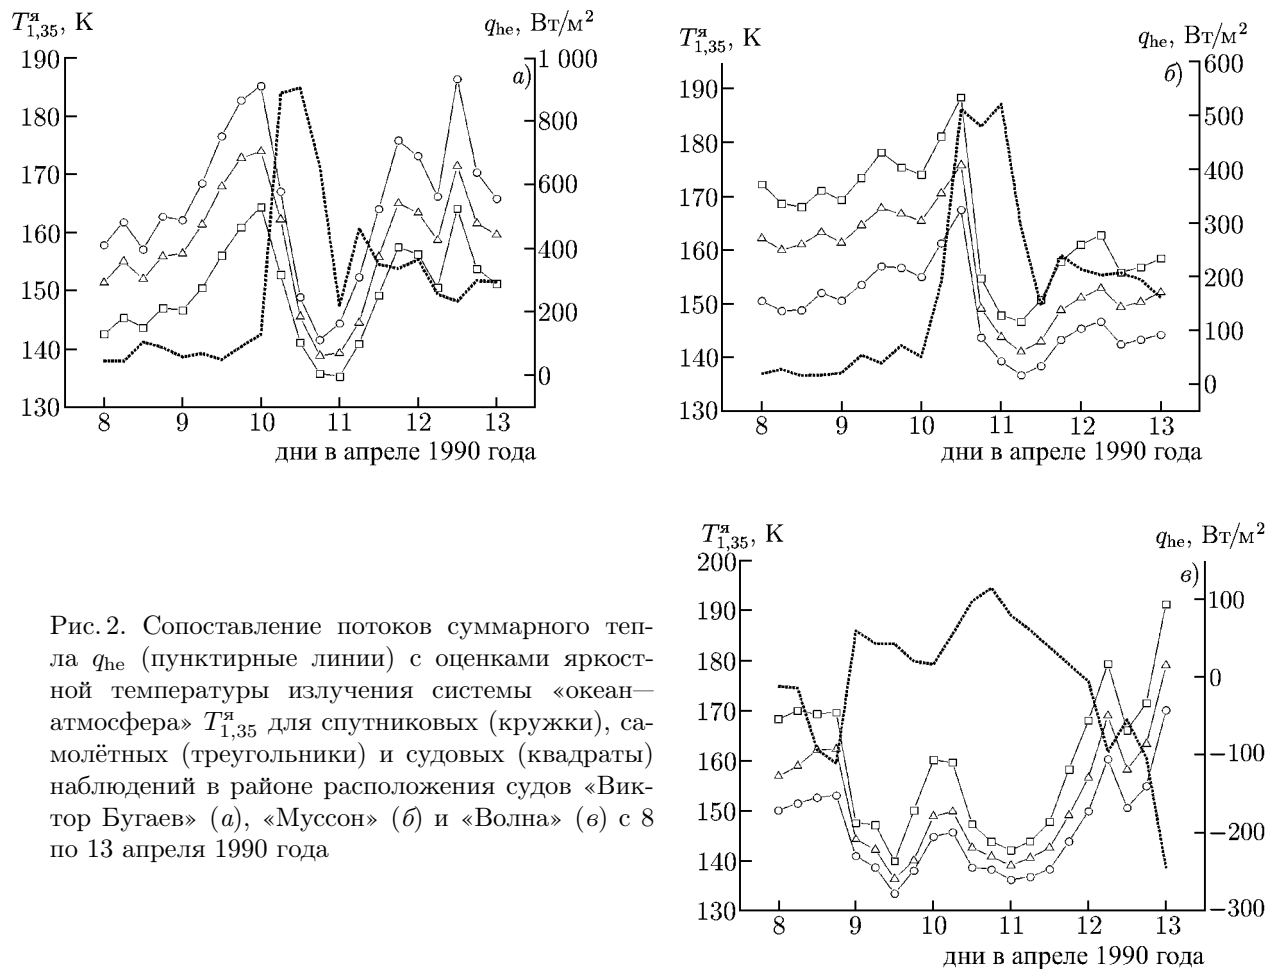 T^я_1,35, К
q_he, Вт/м²
190
180
170
160
150
140
130
1 000
800
600
400
200
0
а)
8 9 10 11 12 13
дни в апреле 1990 года
T^я_1,35, К
q_he, Вт/м²
190
180
170
160
150
140
130
600
500
400
300
200
100
0
б)
8 9 10 11 12 13
дни в апреле 1990 года
Рис. 2. Сопоставление потоков суммарного теп-
ла q_he (пунктирные линии) с оценками яркост-
ной температуры излучения системы «океан—
атмосфера» T^я_1,35 для спутниковых (кружки), са-
молётных (треугольники) и судовых (квадраты)
наблюдений в районе расположения судов «Вик-
тор Бугаев» (а), «Муссон» (б) и «Волна» (в) с 8
по 13 апреля 1990 года
T^я_1,35, К
q_he, Вт/м²
200
190
180
170
160
150
140
130
100
0
−100
−200
−300
в)
8 9 10 11 12 13
дни в апреле 1990 года